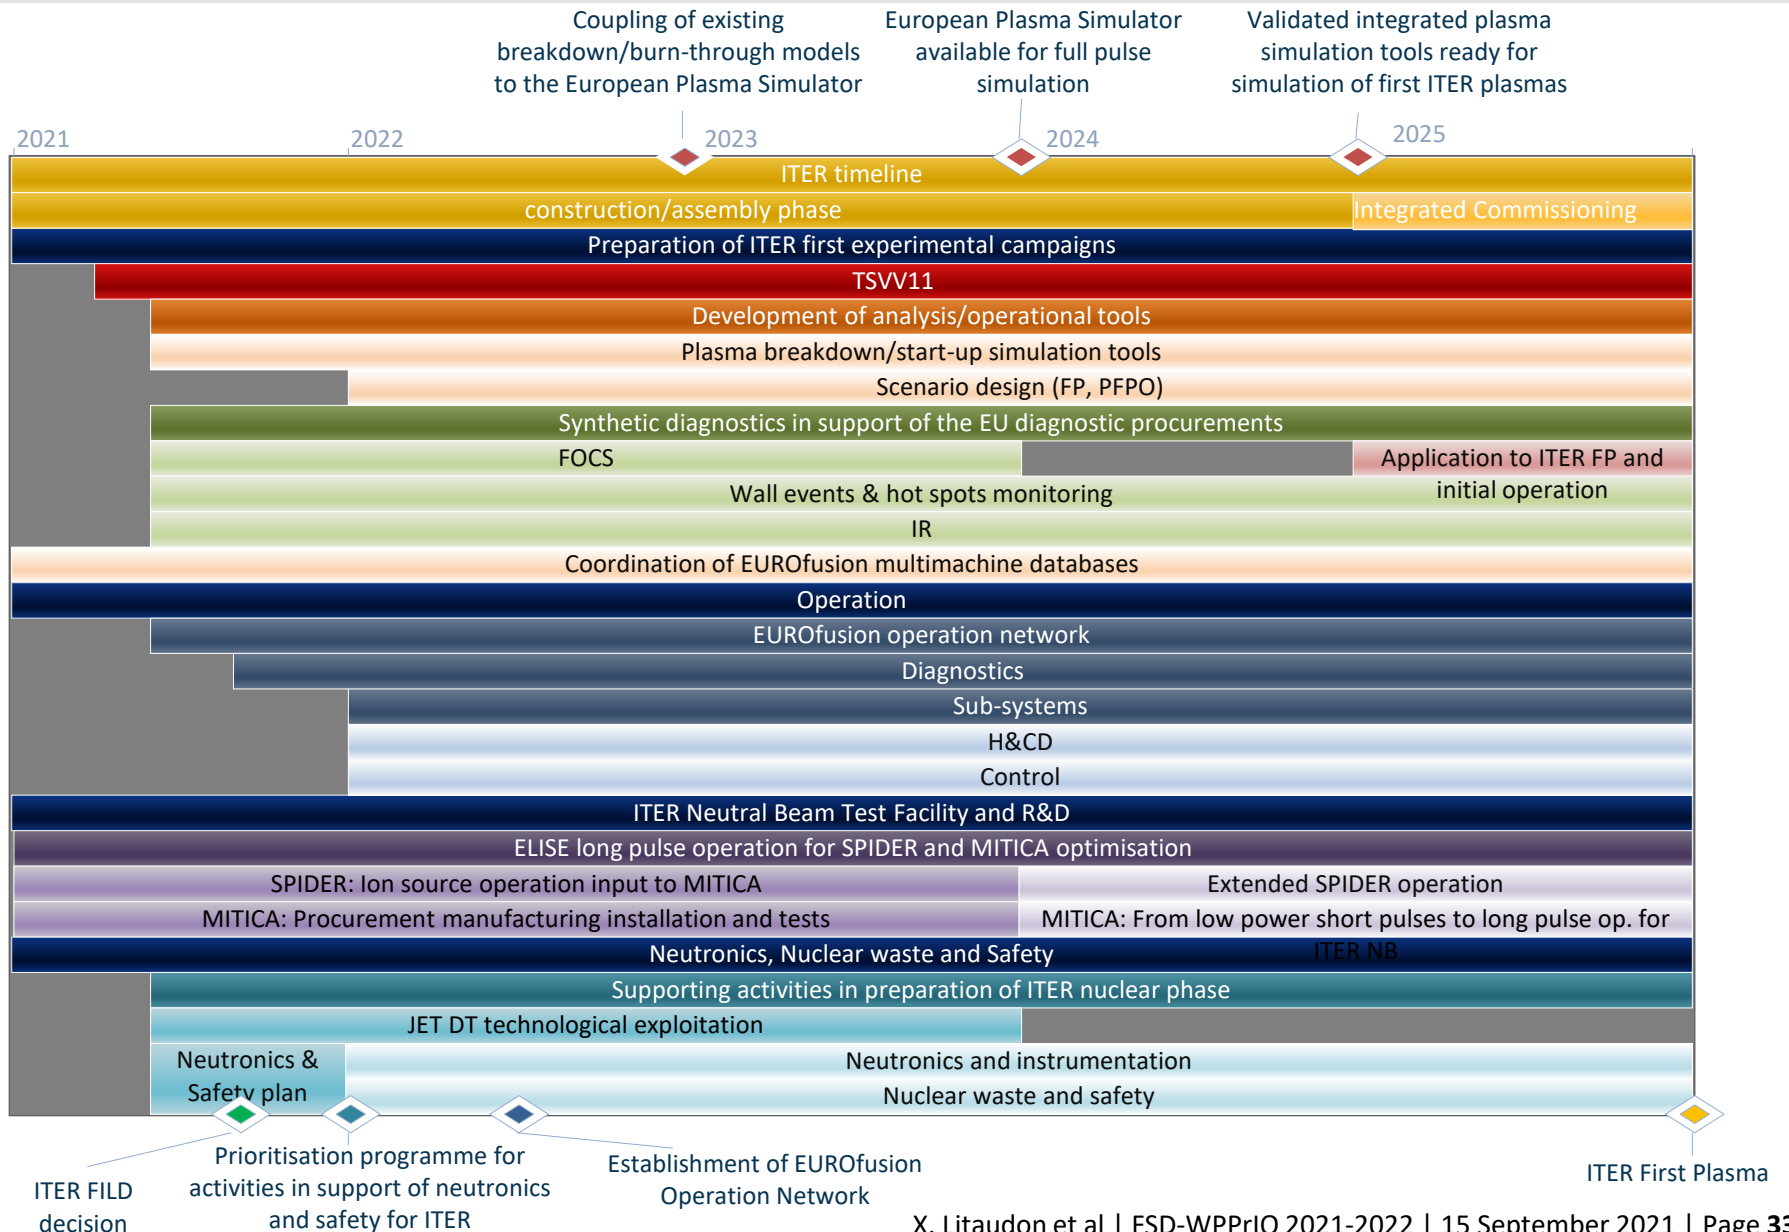 Coupling of existing
breakdown/burn-through models
to the European Plasma Simulator
European Plasma Simulator
available for full pulse
simulation
Validated integrated plasma
simulation tools ready for
simulation of first ITER plasmas
2021
2022
2023
2024
2025
ITER timeline
construction/assembly phase
Integrated Commissioning
Preparation of ITER first experimental campaigns
TSVV11
Development of analysis/operational tools
Plasma breakdown/start-up simulation tools
Scenario design (FP, PFPO)
Synthetic diagnostics in support of the EU diagnostic procurements
FOCS
Application to ITER FP and
initial operation
Wall events & hot spots monitoring
IR
Coordination of EUROfusion multimachine databases
Operation
EUROfusion operation network
Diagnostics
Sub-systems
H&CD
Control
ITER Neutral Beam Test Facility and R&D
ELISE long pulse operation for SPIDER and MITICA optimisation
SPIDER: Ion source operation input to MITICA
Extended SPIDER operation
MITICA: Procurement manufacturing installation and tests
MITICA: From low power short pulses to long pulse op. for
ITER NB
Neutronics, Nuclear waste and Safety
Supporting activities in preparation of ITER nuclear phase
JET DT technological exploitation
Neutronics &
Safety plan
Neutronics and instrumentation
Nuclear waste and safety
ITER FILD
decision
Prioritisation programme for
activities in support of neutronics
and safety for ITER
Establishment of EUROfusion
Operation Network
ITER First Plasma
X. Litaudon et al | FSD-WPPrIO 2021-2022 | 15 September 2021 | Page 33